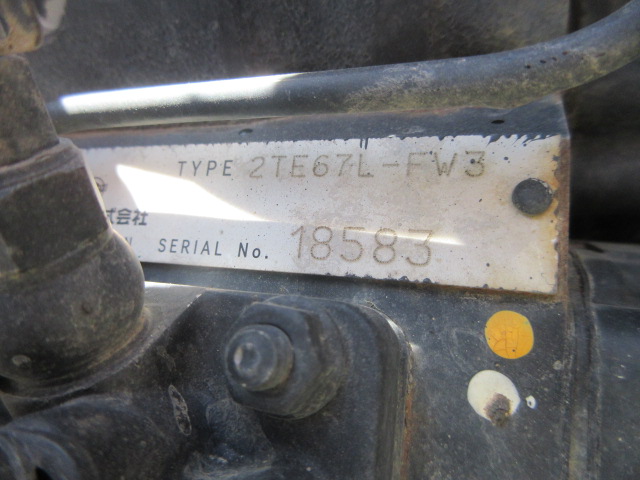 TYPE 2TE67L-FW3
式会社
N SERIAL No. 18583